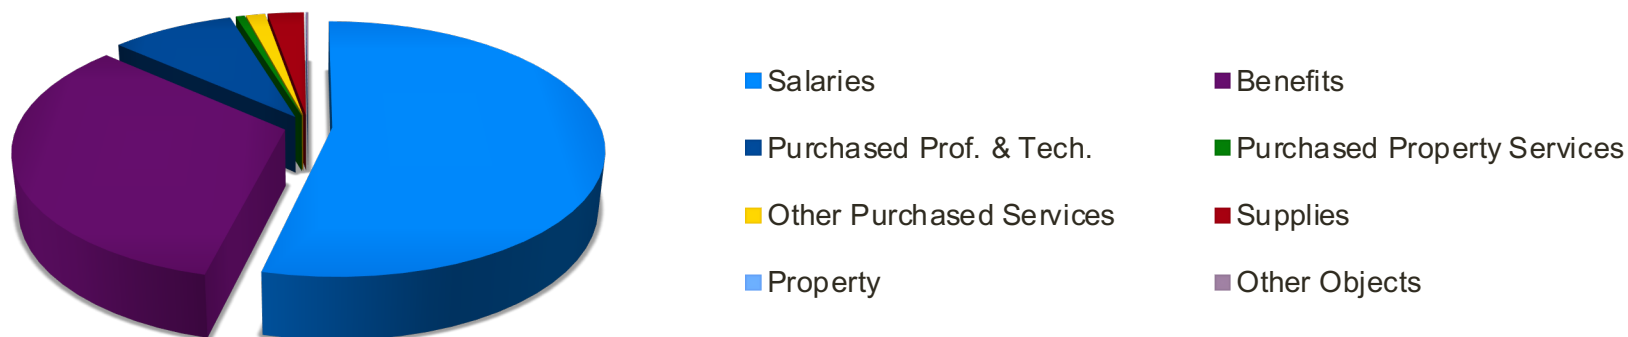 Salaries
Benefits
Purchased Prof. & Tech.
Purchased Property Services
Other Purchased Services
Supplies
Property
Other Objects